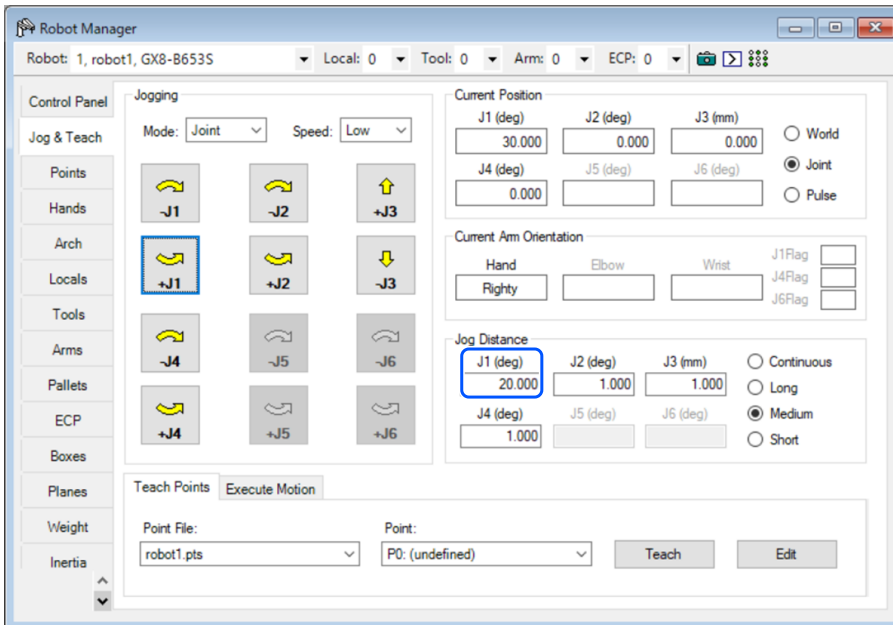 Robot Manager
Robot: 1, robot1, GX8-B653S Local: 0 Tool: 0 Arm: 0 ECP: 0
Control Panel
Jog & Teach
Points
Hands
Arch
Locals
Tools
Arms
Pallets
ECP
Boxes
Planes
Weight
Inertia
Jogging
Mode: Joint Speed: Low
-J1 -J2 +J3
+J1 +J2 -J3
-J4 -J5 -J6
+J4 +J5 +J6
Current Position
J1 (deg) J2 (deg) J3 (mm)
30.000 0.000 0.000
J4 (deg) J5 (deg) J6 (deg)
0.000
World
Joint
Pulse
Current Arm Orientation
Hand Elbow Wrist
Righty
J1Flag
J4Flag
J6Flag
Jog Distance
J1 (deg) J2 (deg) J3 (mm)
20.000 1.000 1.000
J4 (deg) J5 (deg) J6 (deg)
1.000
Continuous
Long
Medium
Short
Teach Points Execute Motion
Point File: Point:
robot1.pts P0: (undefined) Teach Edit